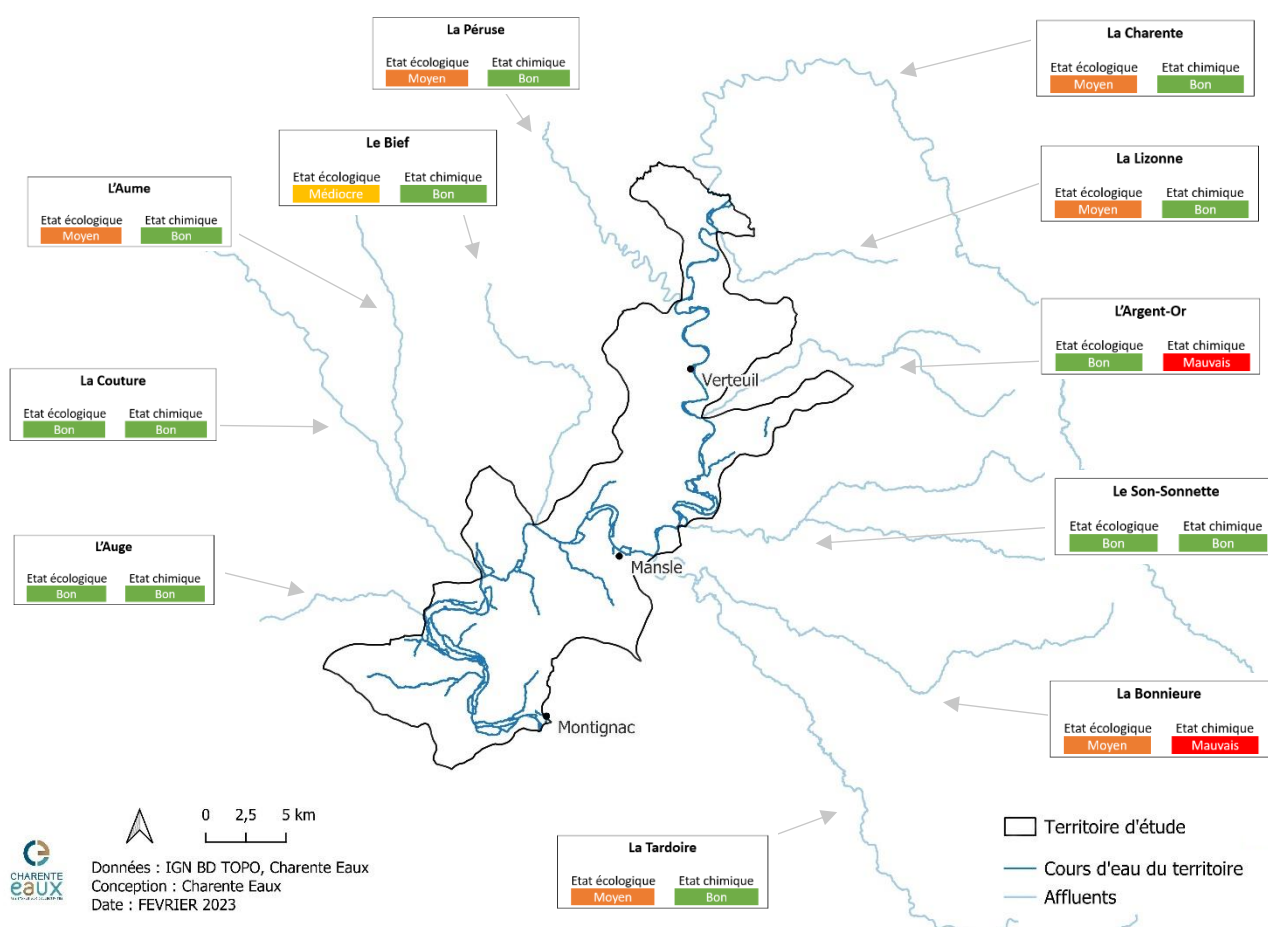 La Péruse
Etat écologique Etat chimique
Moyen Bon
La Charente
Etat écologique Etat chimique
Moyen Bon
Le Bief
Etat écologique Etat chimique
Médiocre Bon
La Lizonne
Etat écologique Etat chimique
Moyen Bon
L'Aume
Etat écologique Etat chimique
Moyen Bon
L'Argent-Or
Etat écologique Etat chimique
Bon Mauvais
La Couture
Etat écologique Etat chimique
Bon Bon
Verteuil
Le Son-Sonnette
Etat écologique Etat chimique
Bon Bon
L'Auge
Etat écologique Etat chimique
Bon Bon
Mansle
La Bonnieure
Etat écologique Etat chimique
Moyen Mauvais
Montignac
La Tardoire
Etat écologique Etat chimique
Moyen Bon
0 2,5 5 km
CHARENTE
eaux
Données : IGN BD TOPO, Charente Eaux
Conception : Charente Eaux
Date : FEVRIER 2023
Territoire d'étude
Cours d'eau du territoire
Affluents